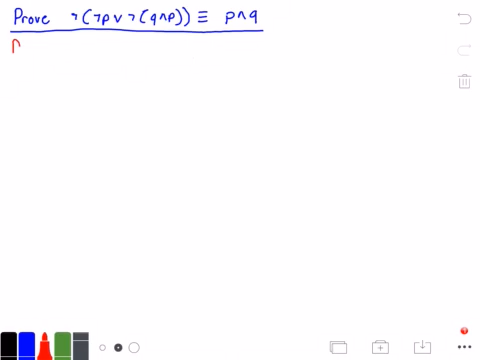 Prove ¬(¬p ∨ ¬(q∧p)) ≡ p∧q